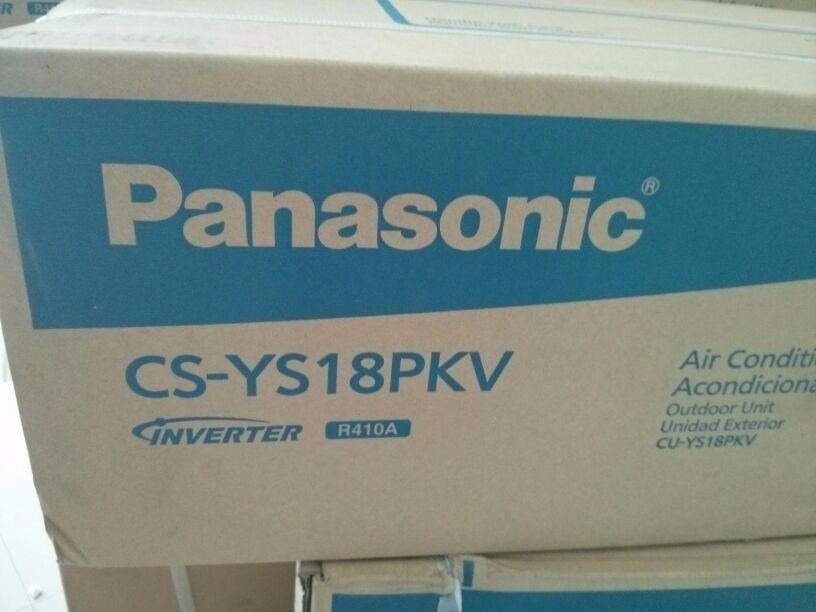 Panasonic®
CS-YS18PKV
INVERTER R410A
Air Conditi
Acondiciona
Outdoor Unit
Unidad Exterior
CU-YS18PKV